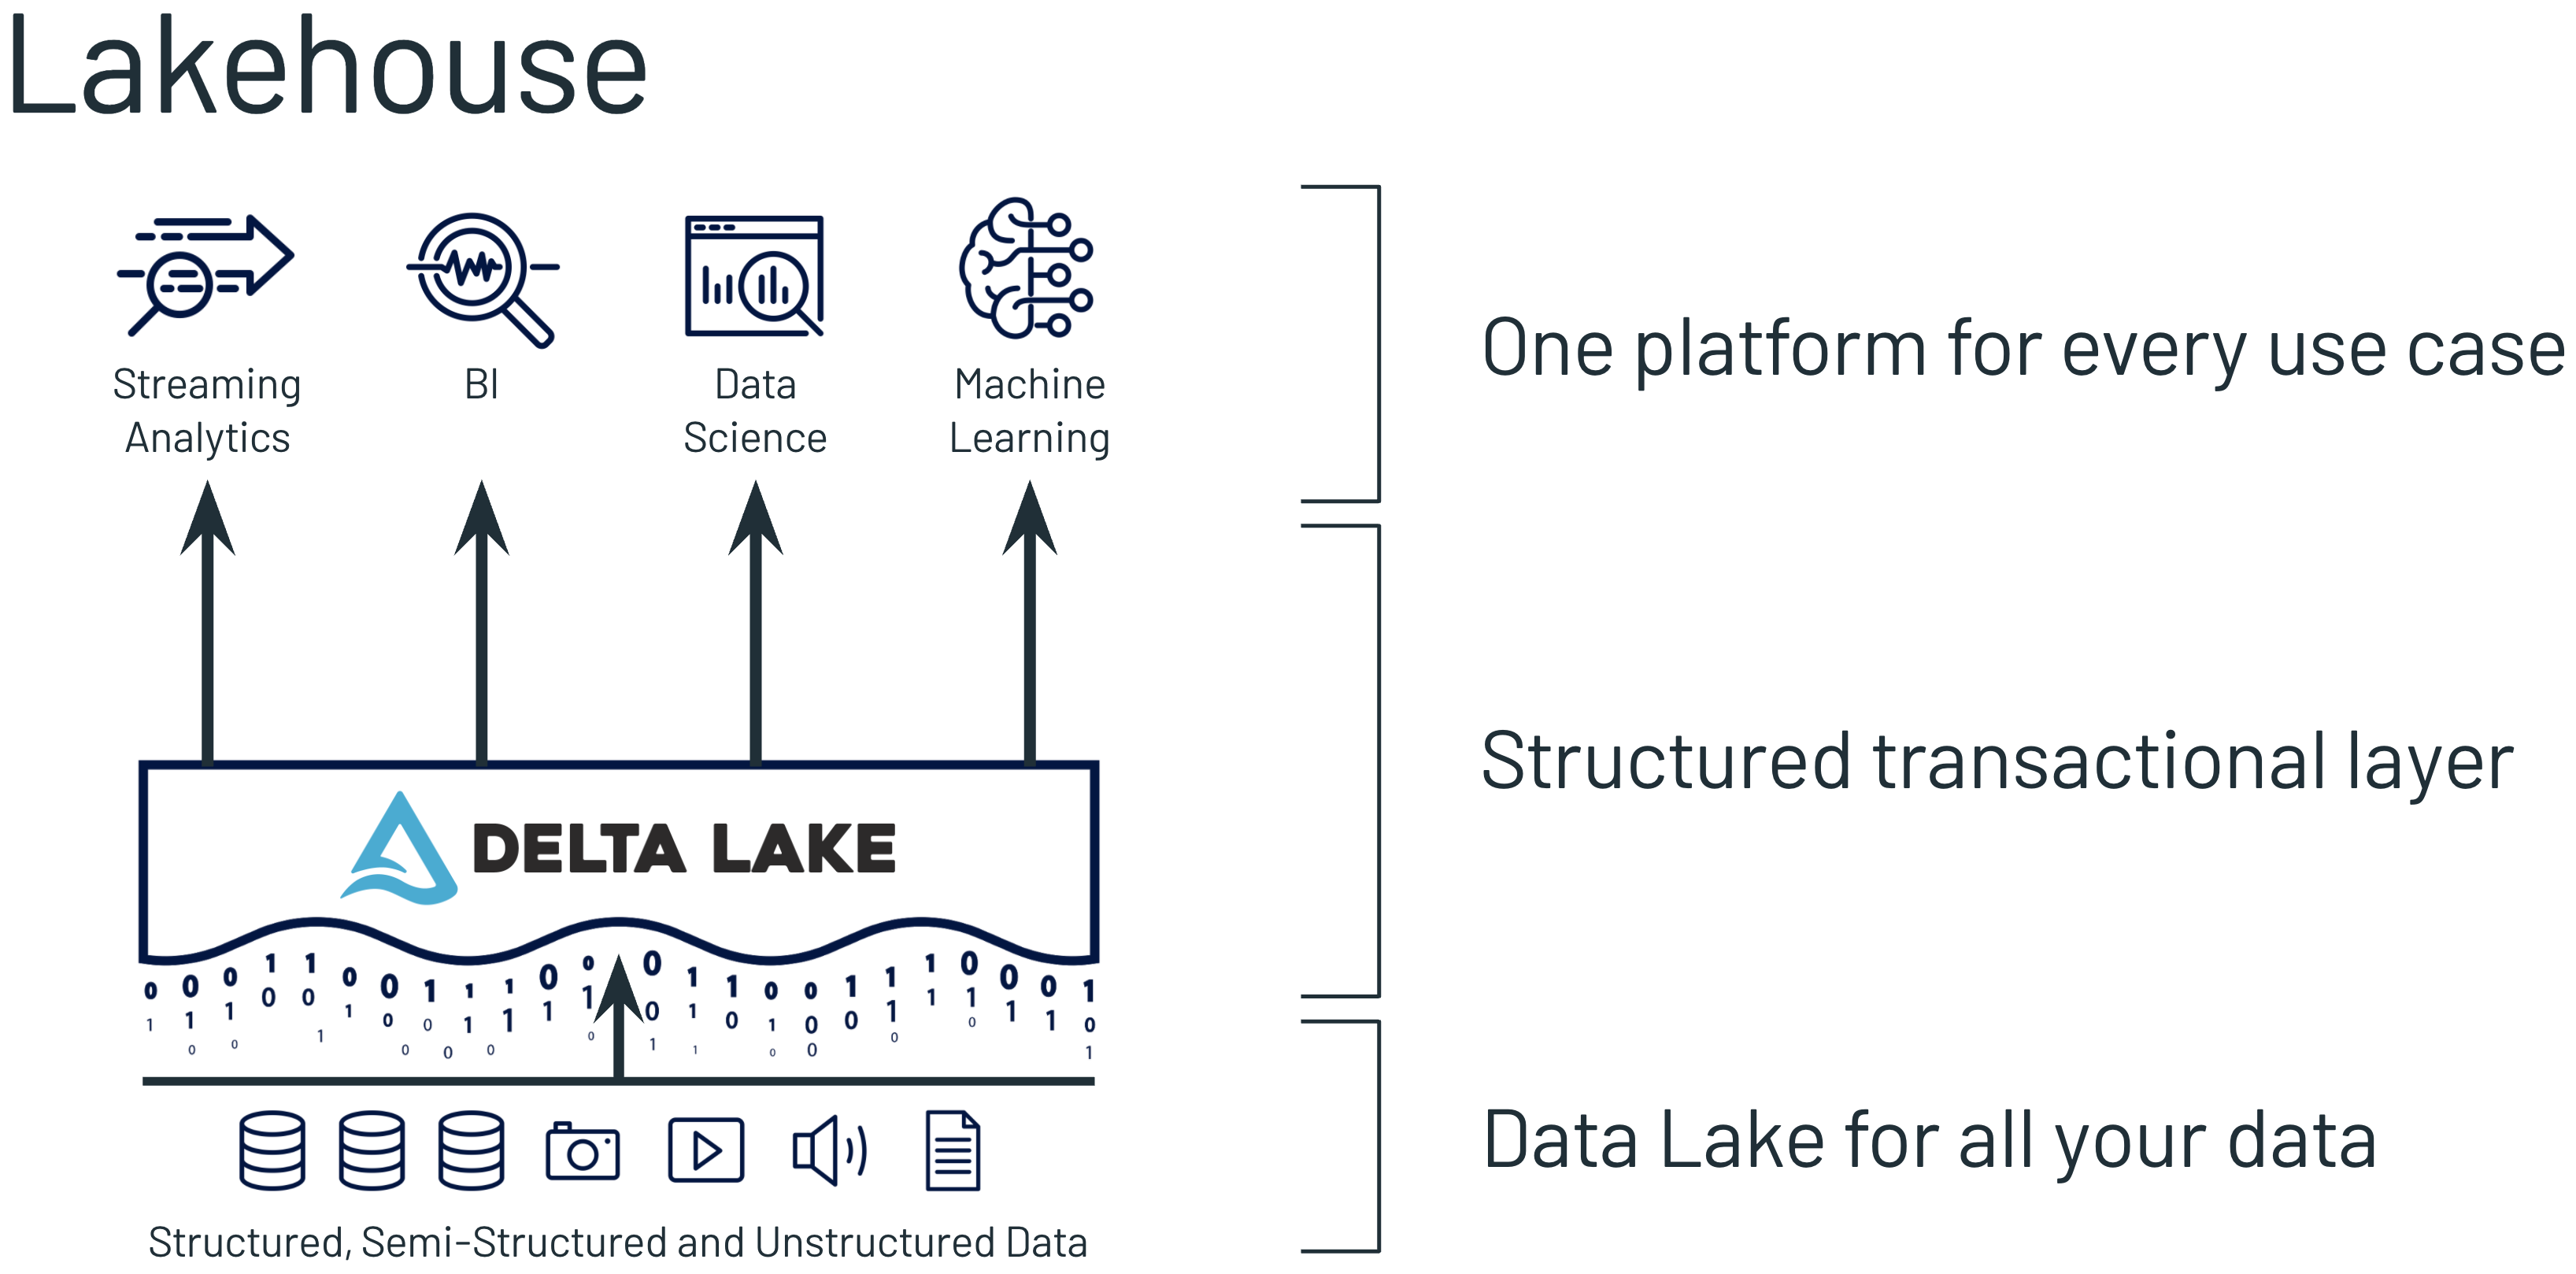 Lakehouse
Streaming
Analytics
BI
Data
Science
Machine
Learning
One platform for every use case
DELTA LAKE
Structured transactional layer
Structured, Semi-Structured and Unstructured Data
Data Lake for all your data